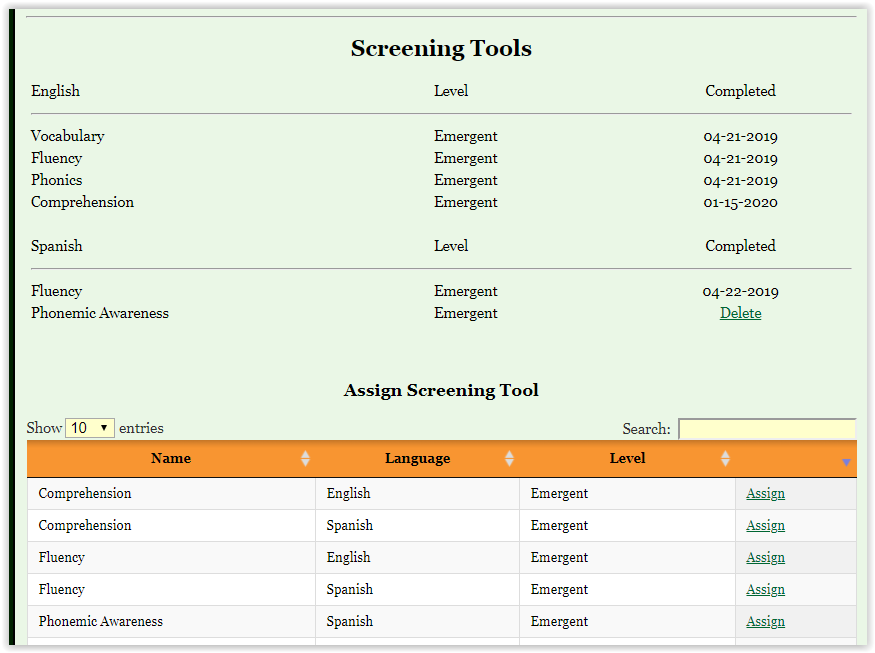 Screening Tools
English Level Completed
Vocabulary Emergent 04-21-2019
Fluency Emergent 04-21-2019
Phonics Emergent 04-21-2019
Comprehension Emergent 01-15-2020
Spanish Level Completed
Fluency Emergent 04-22-2019
Phonemic Awareness Emergent Delete
Assign Screening Tool
Show 10 entries Search:
Name Language Level
Comprehension English Emergent Assign
Comprehension Spanish Emergent Assign
Fluency English Emergent Assign
Fluency Spanish Emergent Assign
Phonemic Awareness Spanish Emergent Assign